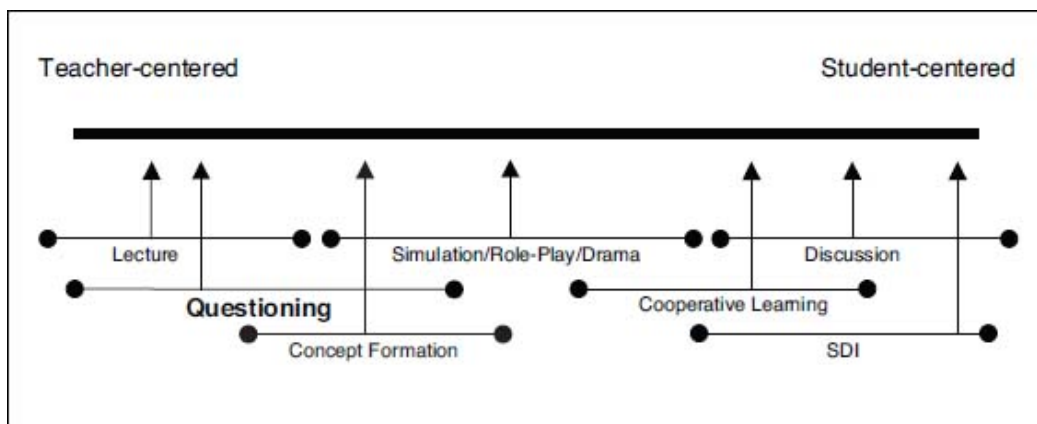 Teacher-centered
Student-centered
Lecture
Simulation/Role-Play/Drama
Discussion
Questioning
Cooperative Learning
Concept Formation
SDI